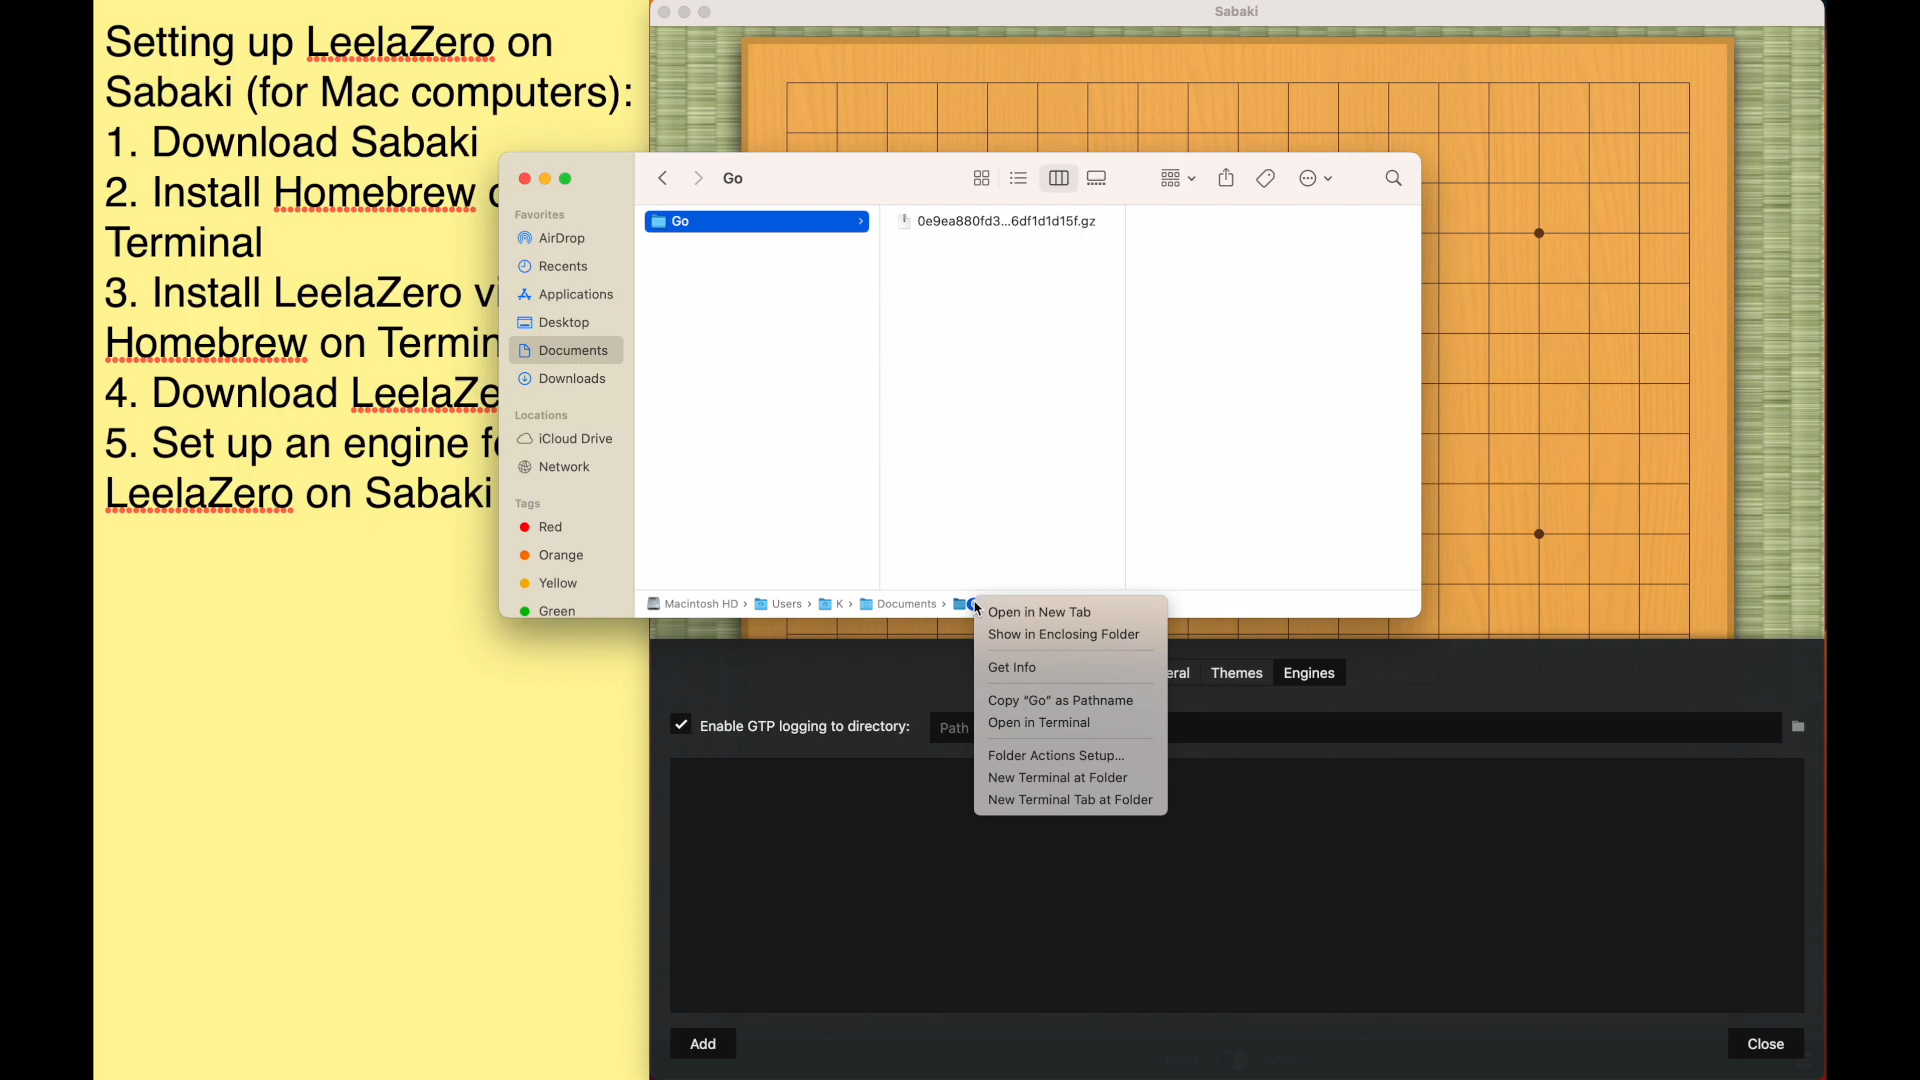 Setting up LeelaZero on
Sabaki (for Mac computers):
1. Download Sabaki
2. Install Homebrew
Terminal
3. Install LeelaZero
Homebrew on
4. Download
5. Set up an engine
LeelaZero on Sabaki
Sabaki
Go
Favorites
AirDrop
Recents
Applications
Desktop
Documents
Downloads
Locations
iCloud Drive
Network
Tags
Red
Orange
Yellow
Green
Go
0e9ea880fd3...6df1d1d15f.gz
Macintosh HD › Users › K › Documents ›
Open in New Tab
Show in Enclosing Folder
Get Info
Copy “Go” as Pathname
Open in Terminal
Folder Actions Setup...
New Terminal at Folder
New Terminal Tab at Folder
Themes Engines
Enable GTP logging to directory: Path
Add
Close